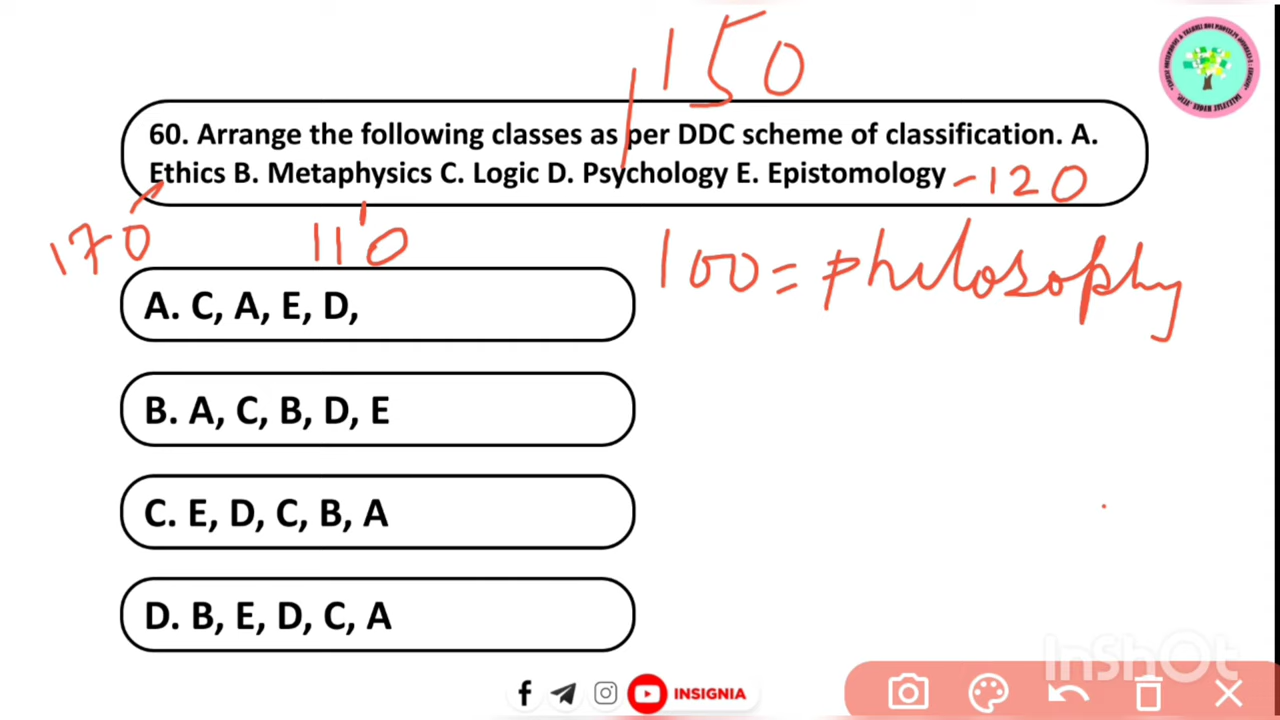 150
60. Arrange the following classes as per DDC scheme of classification. A.
Ethics B. Metaphysics C. Logic D. Psychology E. Epistomology -120
170 110 100 = philosophy
A. C, A, E, D,
B. A, C, B, D, E
C. E, D, C, B, A
D. B, E, D, C, A
InShOt
INSIGNIA